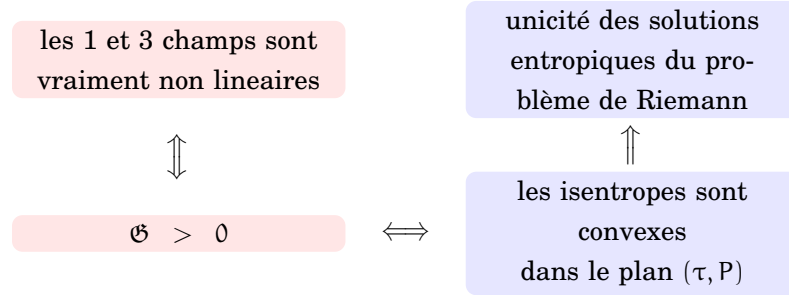 les 1 et 3 champs sont
vraiment non lineaires
unicité des solutions
entropiques du pro-
blème de Riemann
⇕
⇑
𝔊 > 0
⟺
les isentropes sont
convexes
dans le plan (τ, P)